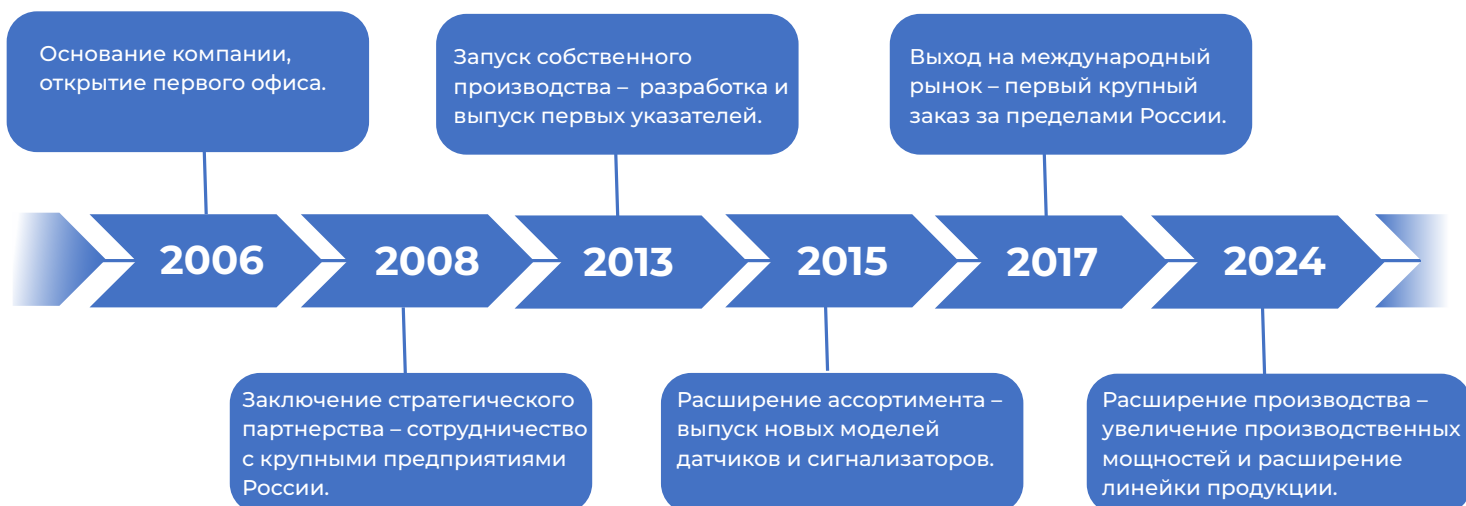 Основание компании,
открытие первого офиса.
Запуск собственного
производства –  разработка и
выпуск первых указателей.
Выход на международный
рынок – первый крупный
заказ за пределами России.
2006
2008
2013
2015
2017
2024
Заключение стратегического
партнерства – сотрудничество
с крупными предприятиями
России.
Расширение ассортимента –
выпуск новых моделей
датчиков и сигнализаторов.
Расширение производства –
увеличение производственных
мощностей и расширение
линейки продукции.